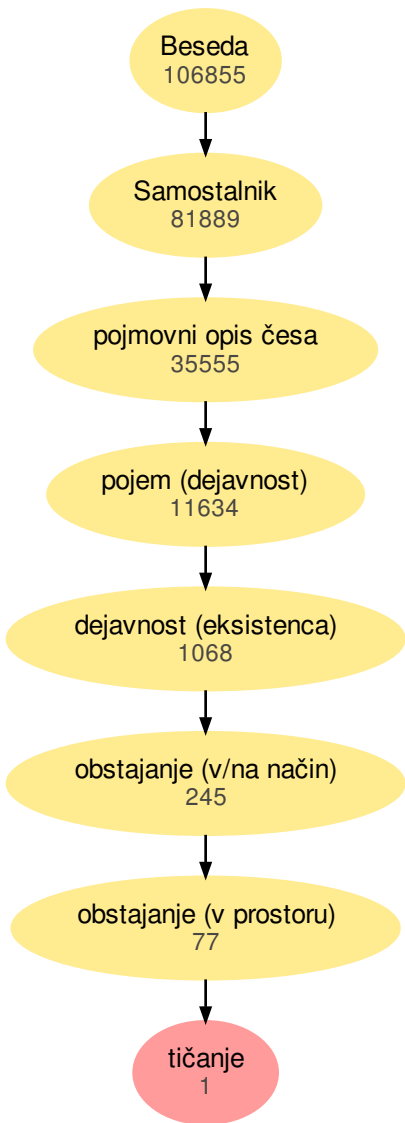 Beseda
106855
Samostalnik
81889
pojmovni opis česa
35555
pojem (dejavnost)
11634
dejavnost (eksistenca)
1068
obstajanje (v/na način)
245
obstajanje (v prostoru)
77
tičanje
1